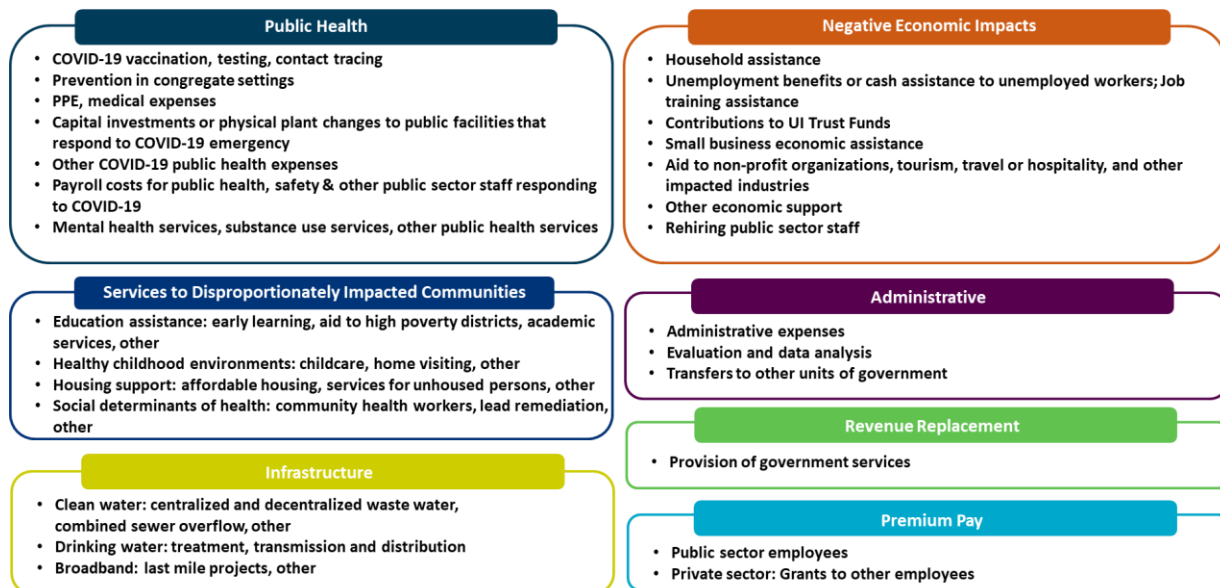 Public Health
• COVID-19 vaccination, testing, contact tracing
• Prevention in congregate settings
• PPE, medical expenses
• Capital investments or physical plant changes to public facilities that
respond to COVID-19 emergency
• Other COVID-19 public health expenses
• Payroll costs for public health, safety & other public sector staff responding
to COVID-19
• Mental health services, substance use services, other public health services
Negative Economic Impacts
• Household assistance
• Unemployment benefits or cash assistance to unemployed workers; Job
training assistance
• Contributions to UI Trust Funds
• Small business economic assistance
• Aid to non-profit organizations, tourism, travel or hospitality, and other
impacted industries
• Other economic support
• Rehiring public sector staff
Services to Disproportionately Impacted Communities
• Education assistance: early learning, aid to high poverty districts, academic
services, other
• Healthy childhood environments: childcare, home visiting, other
• Housing support: affordable housing, services for unhoused persons, other
• Social determinants of health: community health workers, lead remediation,
other
Administrative
• Administrative expenses
• Evaluation and data analysis
• Transfers to other units of government
Revenue Replacement
• Provision of government services
Infrastructure
• Clean water: centralized and decentralized waste water,
combined sewer overflow, other
• Drinking water: treatment, transmission and distribution
• Broadband: last mile projects, other
Premium Pay
• Public sector employees
• Private sector: Grants to other employees